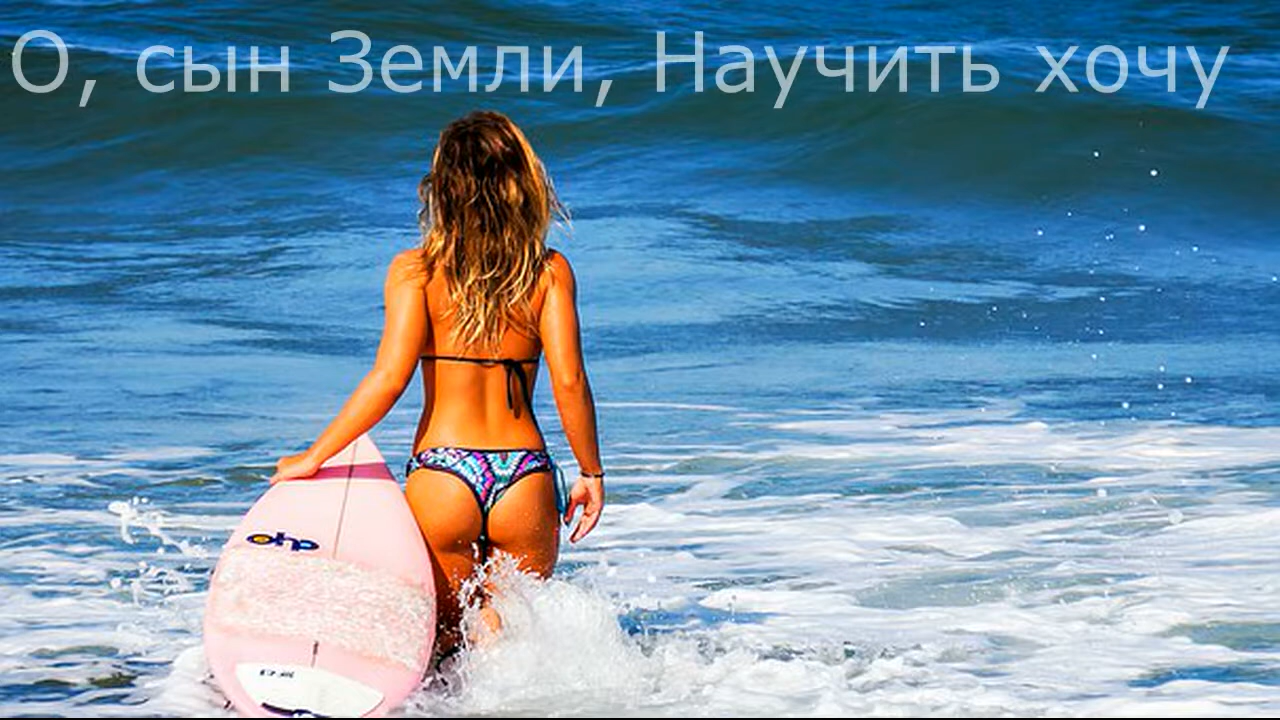 О, сын Земли, Научить хочу
ohp